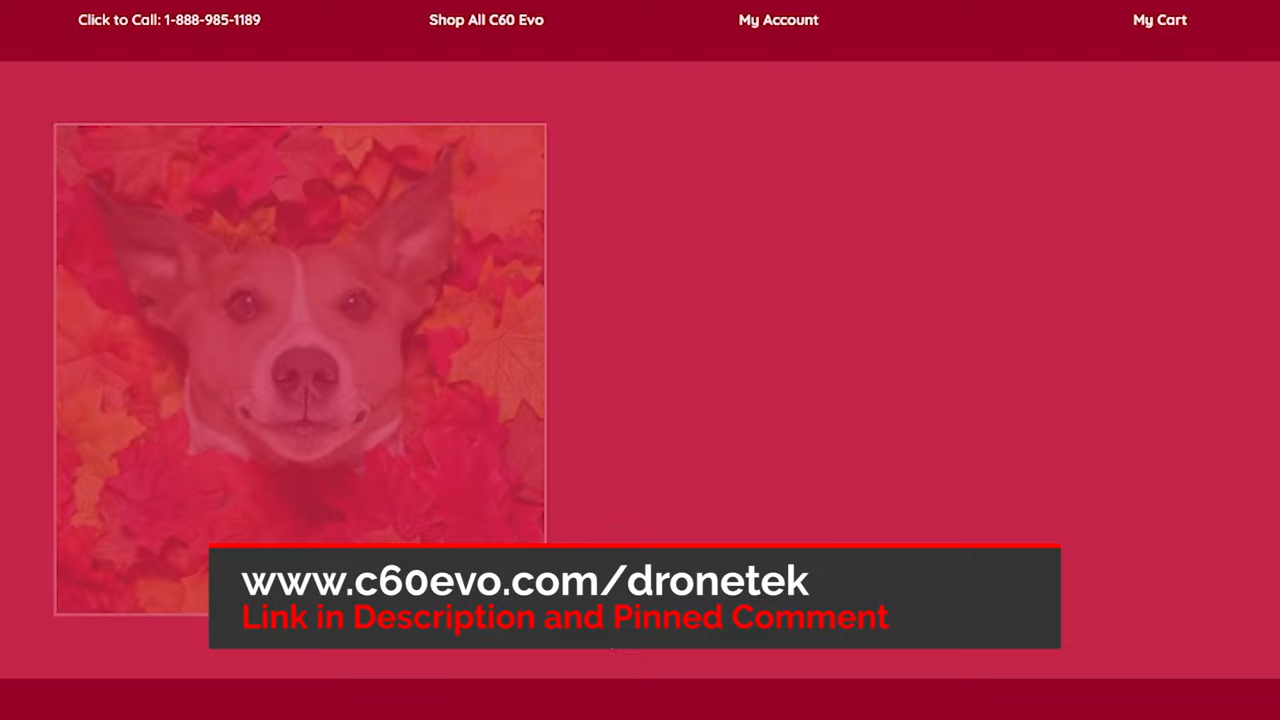 Click to Call: 1-888-985-1189 Shop All C60 Evo My Account My Cart
www.c60evo.com/dronetek
Link in Description and Pinned Comment